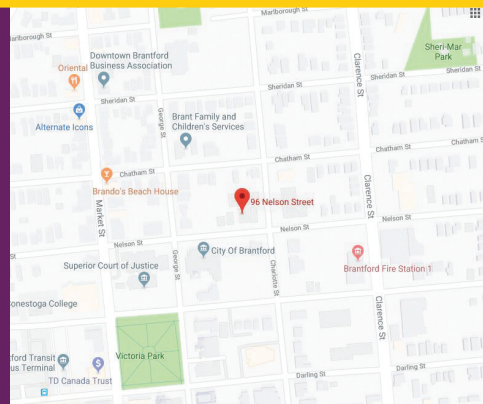 Marlborough St
Marlborough St
Sheri-Mar
Park
Downtown Brantford
Business Association
Oriental
Clarence St
Sheridan St
Sheridan St
Sheridan St
Sheridan St
Alternate Icons
George St
Brant Family and
Children's Services
Chatham St
Chatham St
Chatham St
Brando's Beach House
Clarence St
96 Nelson Street
Market St
Nelson St
Nelson St
Nelson St
St
City Of Brantford
George St
Charlotte St
Superior Court of Justice
Brantford Fire Station 1
onestoga College
Clarence St
Victoria Park
ford Transit
us Terminal
TD Canada Trust
Darling St
Darling St